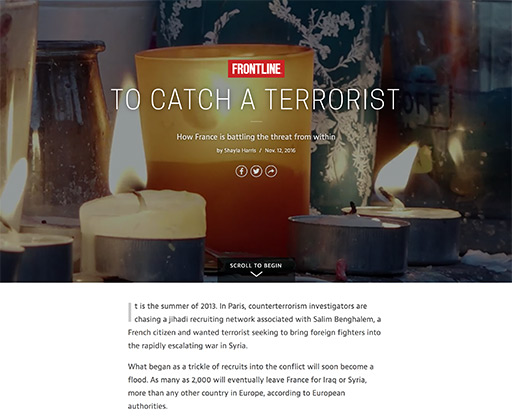 FRONTLINE
TO CATCH A TERRORIST
How France is battling the threat from within
by Shayla Harris / Nov. 12, 2016
SCROLL TO BEGIN
It is the summer of 2013. In Paris, counterterrorism investigators are
chasing a jihadi recruiting network associated with Salim Benghalem, a
French citizen and wanted terrorist seeking to bring foreign fighters into
the rapidly escalating war in Syria.
What began as a trickle of recruits into the conflict will soon become a
flood. As many as 2,000 will eventually leave France for Iraq or Syria,
more than any other country in Europe, according to European
authorities.